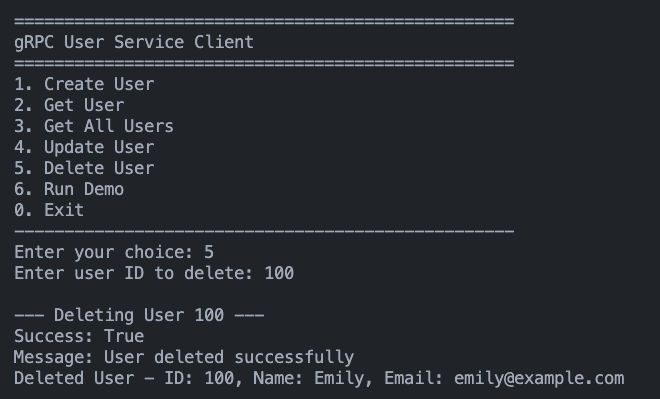 ==================================================
gRPC User Service Client
==================================================
1. Create User
2. Get User
3. Get All Users
4. Update User
5. Delete User
6. Run Demo
0. Exit
--------------------------------------------------
Enter your choice: 5
Enter user ID to delete: 100

--- Deleting User 100 ---
Success: True
Message: User deleted successfully
Deleted User - ID: 100, Name: Emily, Email: emily@example.com